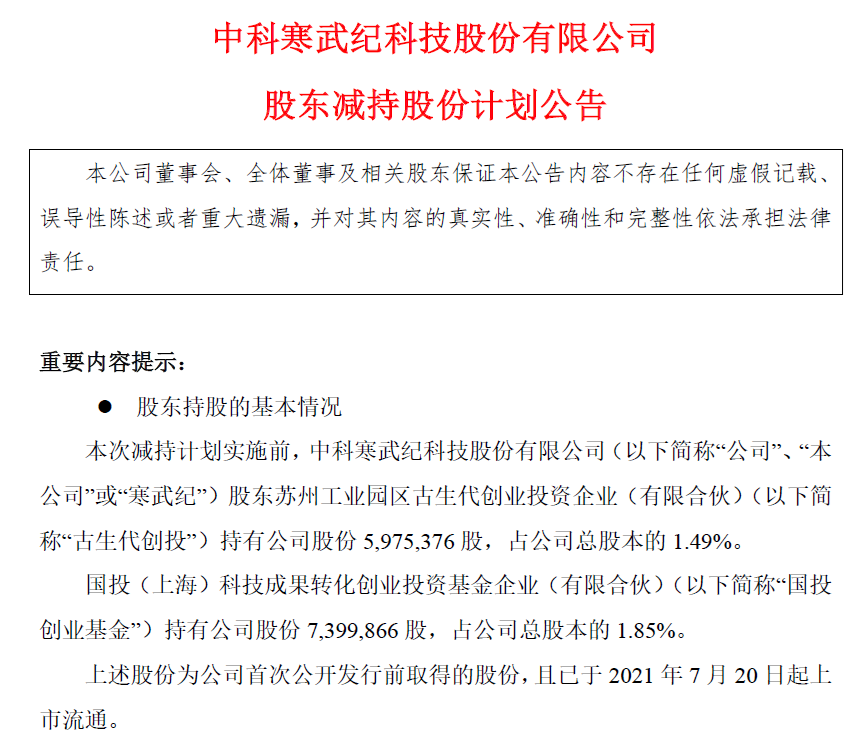 中科寒武纪科技股份有限公司
股东减持股份计划公告
本公司董事会、全体董事及相关股东保证本公告内容不存在任何虚假记载、
误导性陈述或者重大遗漏，并对其内容的真实性、准确性和完整性依法承担法律
责任。
重要内容提示：
● 股东持股的基本情况
本次减持计划实施前，中科寒武纪科技股份有限公司（以下简称“公司”、“本
公司”或“寒武纪”）股东苏州工业园区古生代创业投资企业（有限合伙）（以下简
称“古生代创投”）持有公司股份 5,975,376 股，占公司总股本的 1.49%。
国投（上海）科技成果转化创业投资基金企业（有限合伙）（以下简称“国投
创业基金”）持有公司股份 7,399,866 股，占公司总股本的 1.85%。
上述股份为公司首次公开发行前取得的股份，且已于 2021 年 7 月 20 日起上
市流通。